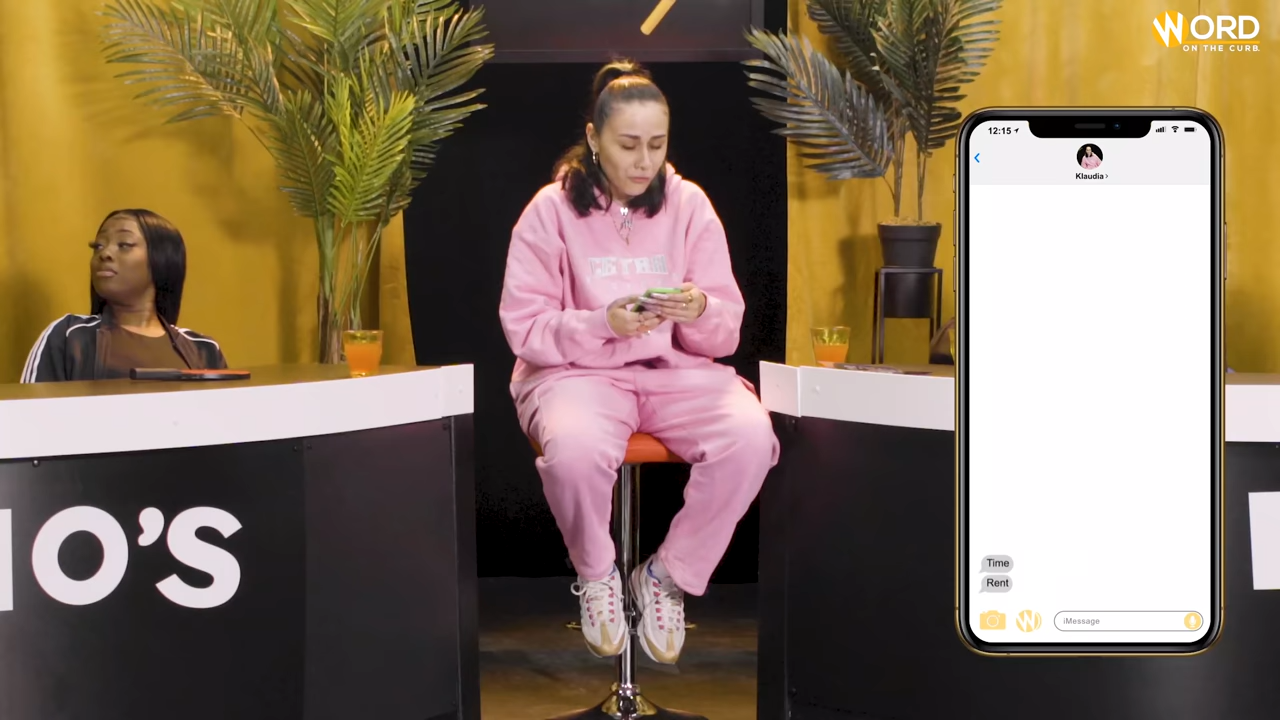 WORD
ON THE CURB.
12:15
Klaudia
Time
Rent
iMessage
O'S